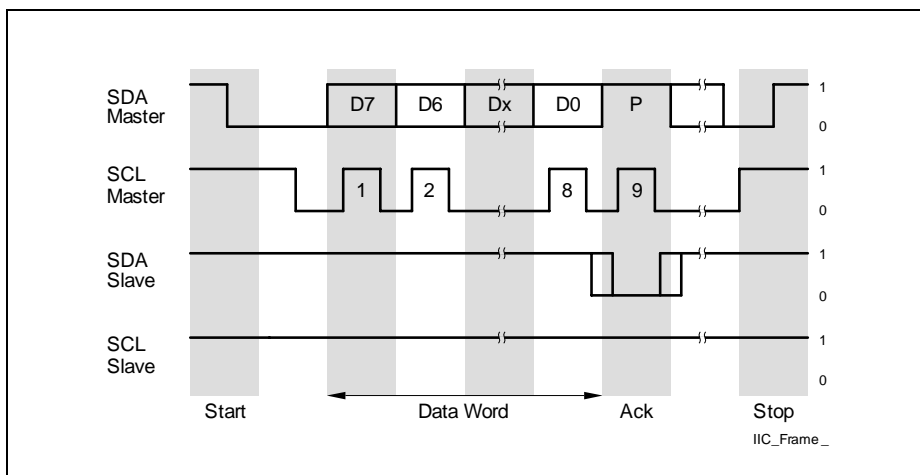 SDA
Master
D7 D6 Dx D0 P
1
0
SCL
Master
1 2 8 9
1
0
SDA
Slave
1
0
SCL
Slave
1
0
Start Data Word Ack Stop
IIC_Frame_